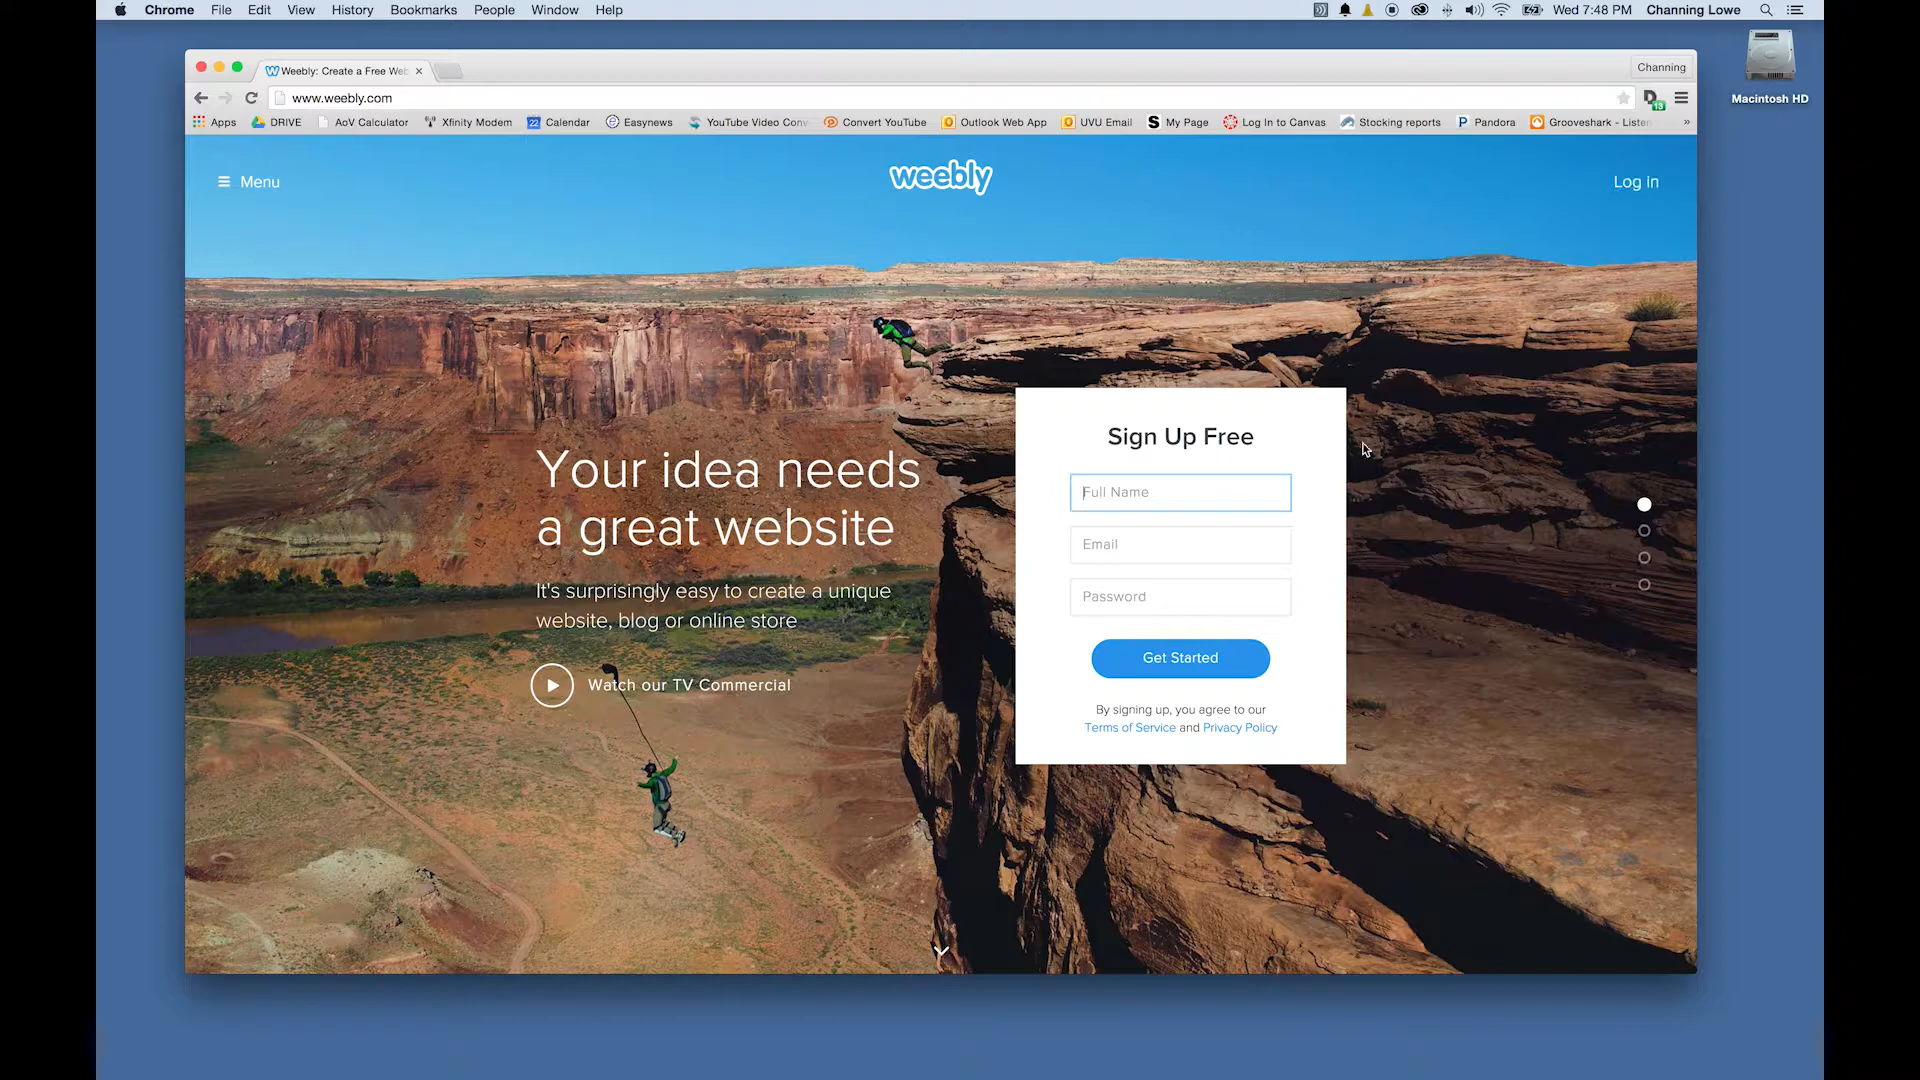 Chrome File Edit View History Bookmarks People Window Help
Wed 7:48 PM Channing Lowe
Macintosh HD
Weebly: Create a Free Web
Channing
www.weebly.com
13
Apps DRIVE AoV Calculator Xfinity Modem 22 Calendar Easynews YouTube Video Conv Convert YouTube Outlook Web App UVU Email S My Page Log In to Canvas Stocking reports P Pandora Grooveshark - Listen »
Menu
weebly
Log in
Your idea needs
a great website
It's surprisingly easy to create a unique
website, blog or online store
Watch our TV Commercial
Sign Up Free
Full Name
Email
Password
Get Started
By signing up, you agree to our
Terms of Service and Privacy Policy